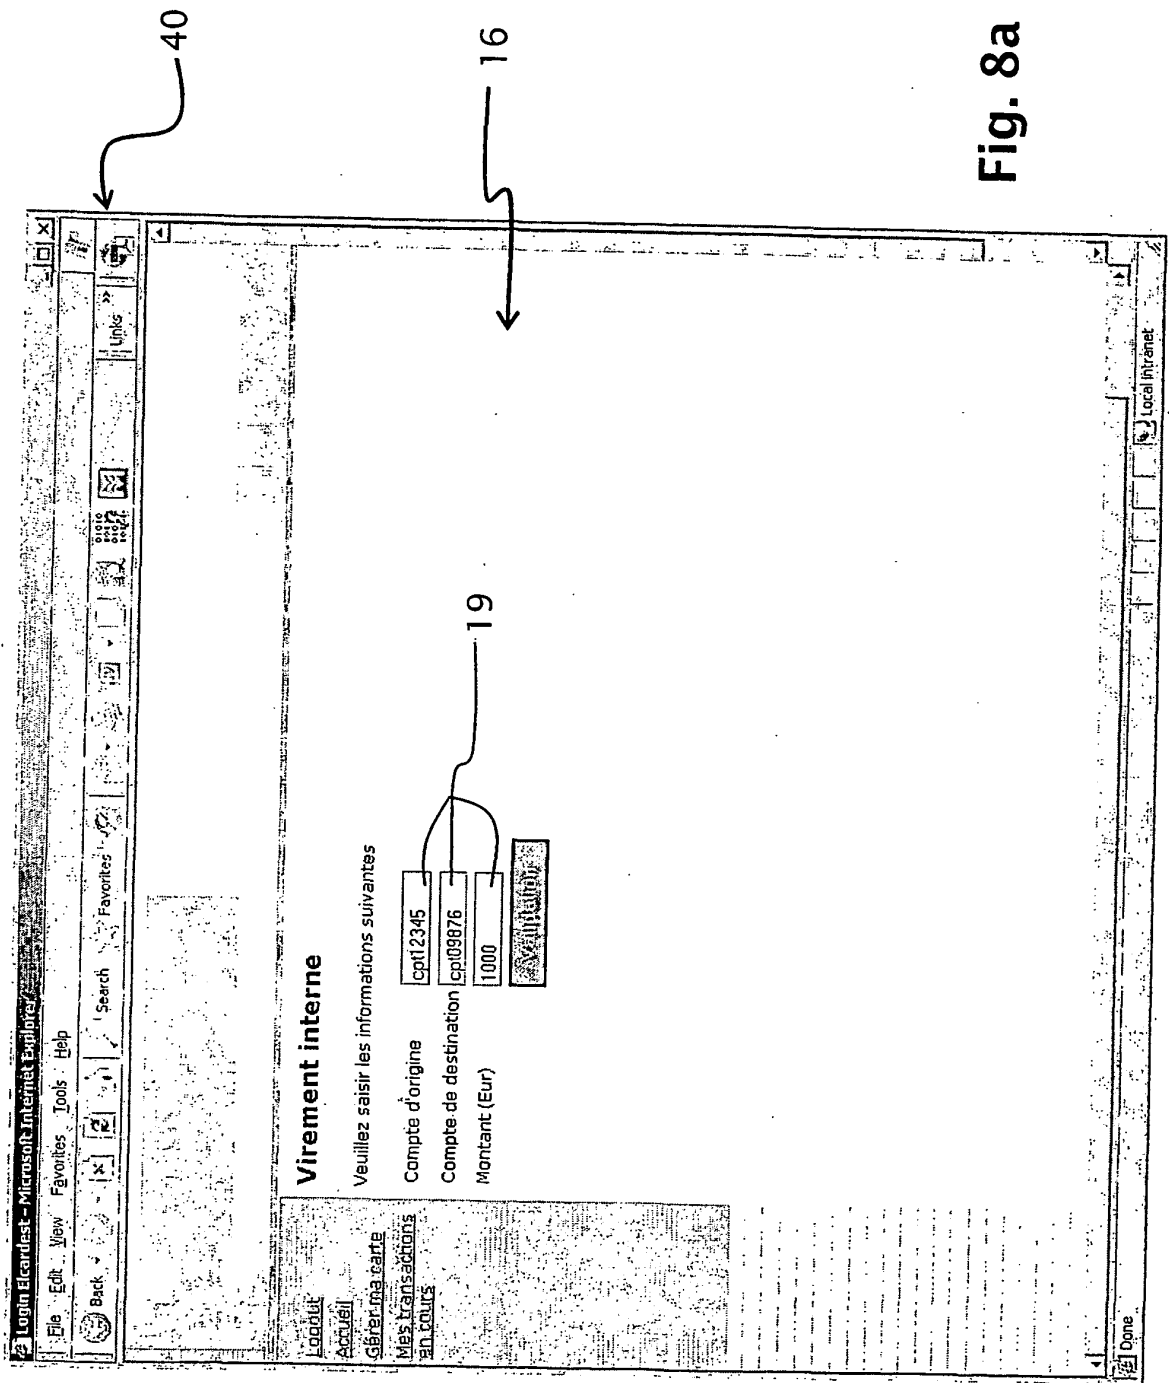 Login Elcardest - Microsoft Internet Explorer
File Edit View Favorites Tools Help
Back Search Favorites Links »
Logout
Accueil
Gérer ma carte
Mes transactions
en cours
Virement interne
Veuillez saisir les informations suivantes
Compte d'origine cpt12345
Compte de destination cpt09876
Montant (Eur) 1000
Validation
Done Local intranet
40
16
19
Fig. 8a